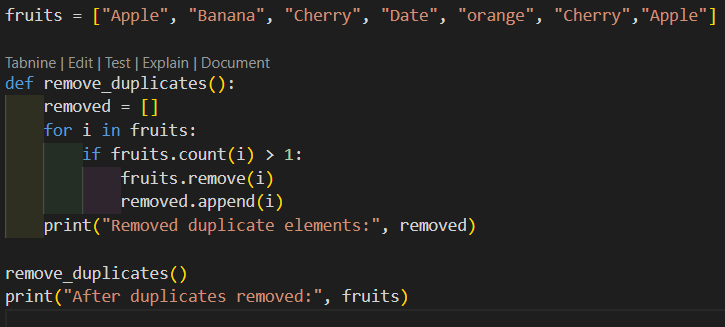 fruits = ["Apple", "Banana", "Cherry", "Date", "orange", "Cherry","Apple"]
Tabnine | Edit | Test | Explain | Document
def remove_duplicates():
    removed = []
    for i in fruits:
        if fruits.count(i) > 1:
            fruits.remove(i)
            removed.append(i)
    print("Removed duplicate elements:", removed)
remove_duplicates()
print("After duplicates removed:", fruits)